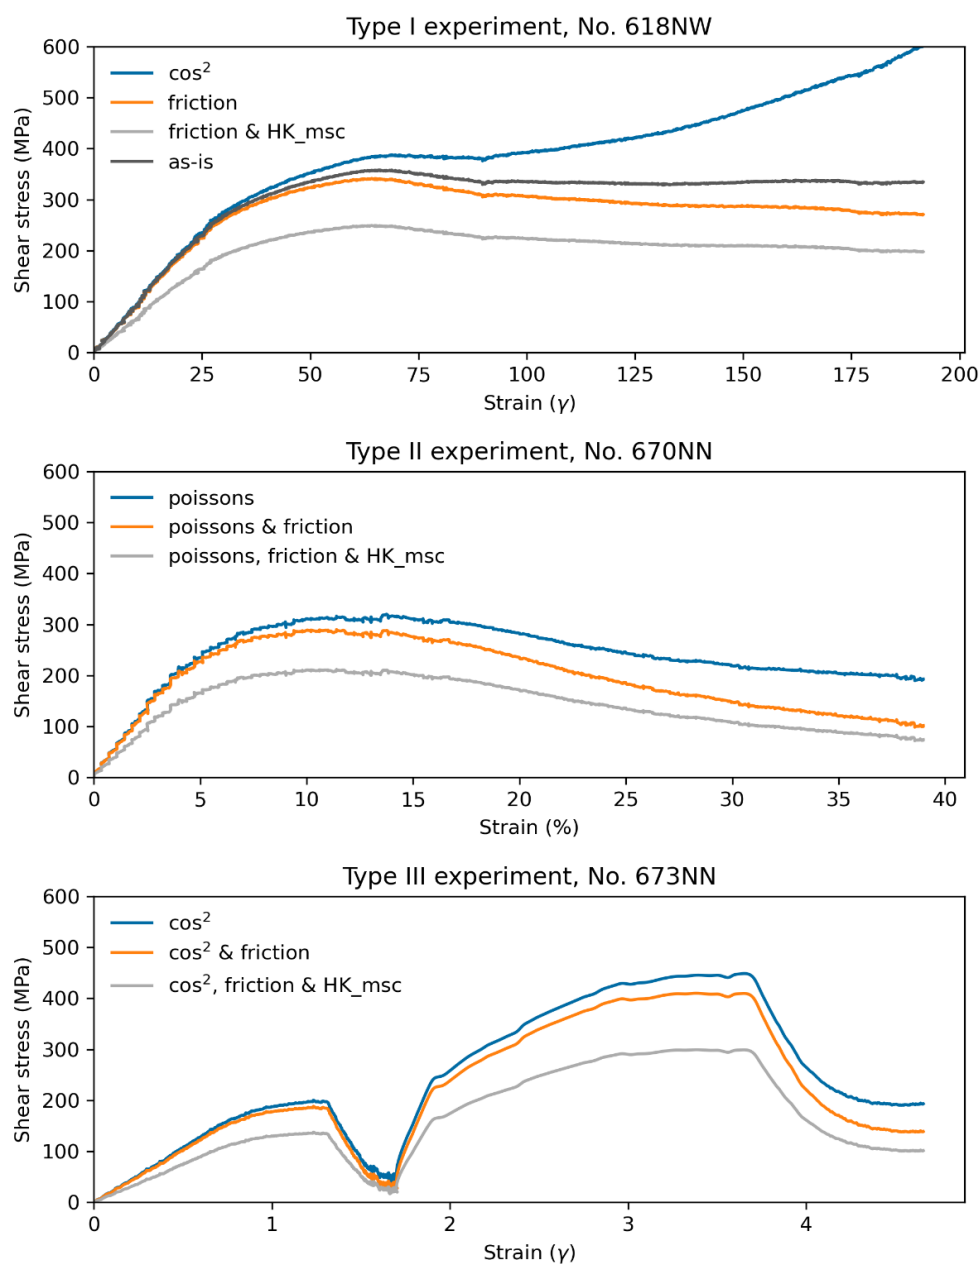 Type I experiment, No. 618NW
600
500
400
300
200
100
0
Shear stress (MPa)
cos²
friction
friction & HK_msc
as-is
0 25 50 75 100 125 150 175 200
Strain (γ)
Type II experiment, No. 670NN
600
500
400
300
200
100
0
Shear stress (MPa)
poissons
poissons & friction
poissons, friction & HK_msc
0 5 10 15 20 25 30 35 40
Strain (%)
Type III experiment, No. 673NN
600
500
400
300
200
100
0
Shear stress (MPa)
cos²
cos² & friction
cos², friction & HK_msc
0 1 2 3 4
Strain (γ)